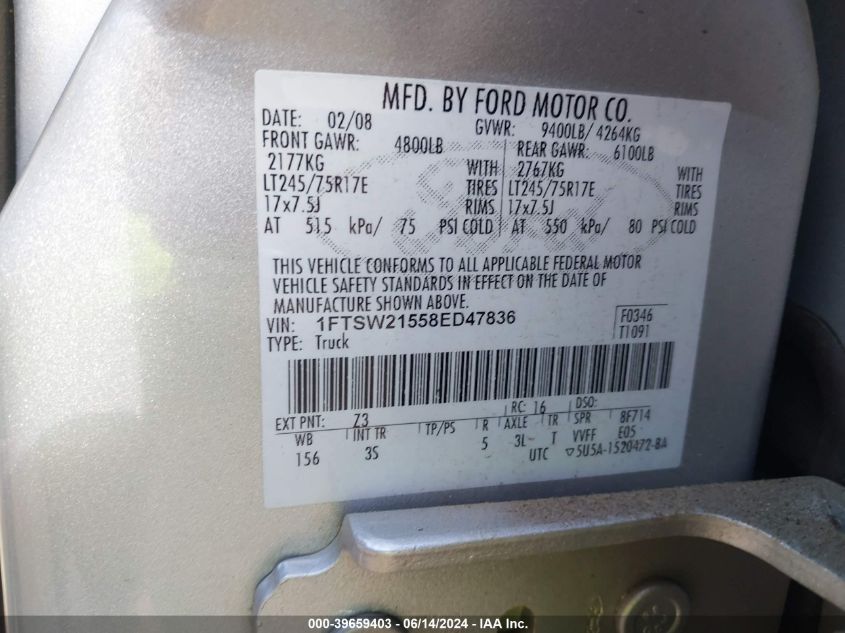 MFD. BY FORD MOTOR CO.
DATE: 02/08 GVWR: 9400LB/ 4264KG
FRONT GAWR: 4800LB REAR GAWR: 6100LB
2177KG WITH 2767KG WITH
LT245/75R17E TIRES LT245/75R17E TIRES
17x7.5J RIMS 17x7.5J RIMS
AT 515 kPa/ 75 PSI COLD AT 550 kPa/ 80 PSI COLD
THIS VEHICLE CONFORMS TO ALL APPLICABLE FEDERAL MOTOR
VEHICLE SAFETY STANDARDS IN EFFECT ON THE DATE OF
MANUFACTURE SHOWN ABOVE.
VIN: 1FTSW21558ED47836 F0346
TYPE: Truck T1091
EXT PNT: Z3 RC: 16 DSO:
WB INT TR TP/PS R AXLE TR SPR 8F714
156 3S 5 3L T VVFF E05
UTC ▽5U5A-1520472-BA
000-39659403 - 06/14/2024 - IAA Inc.